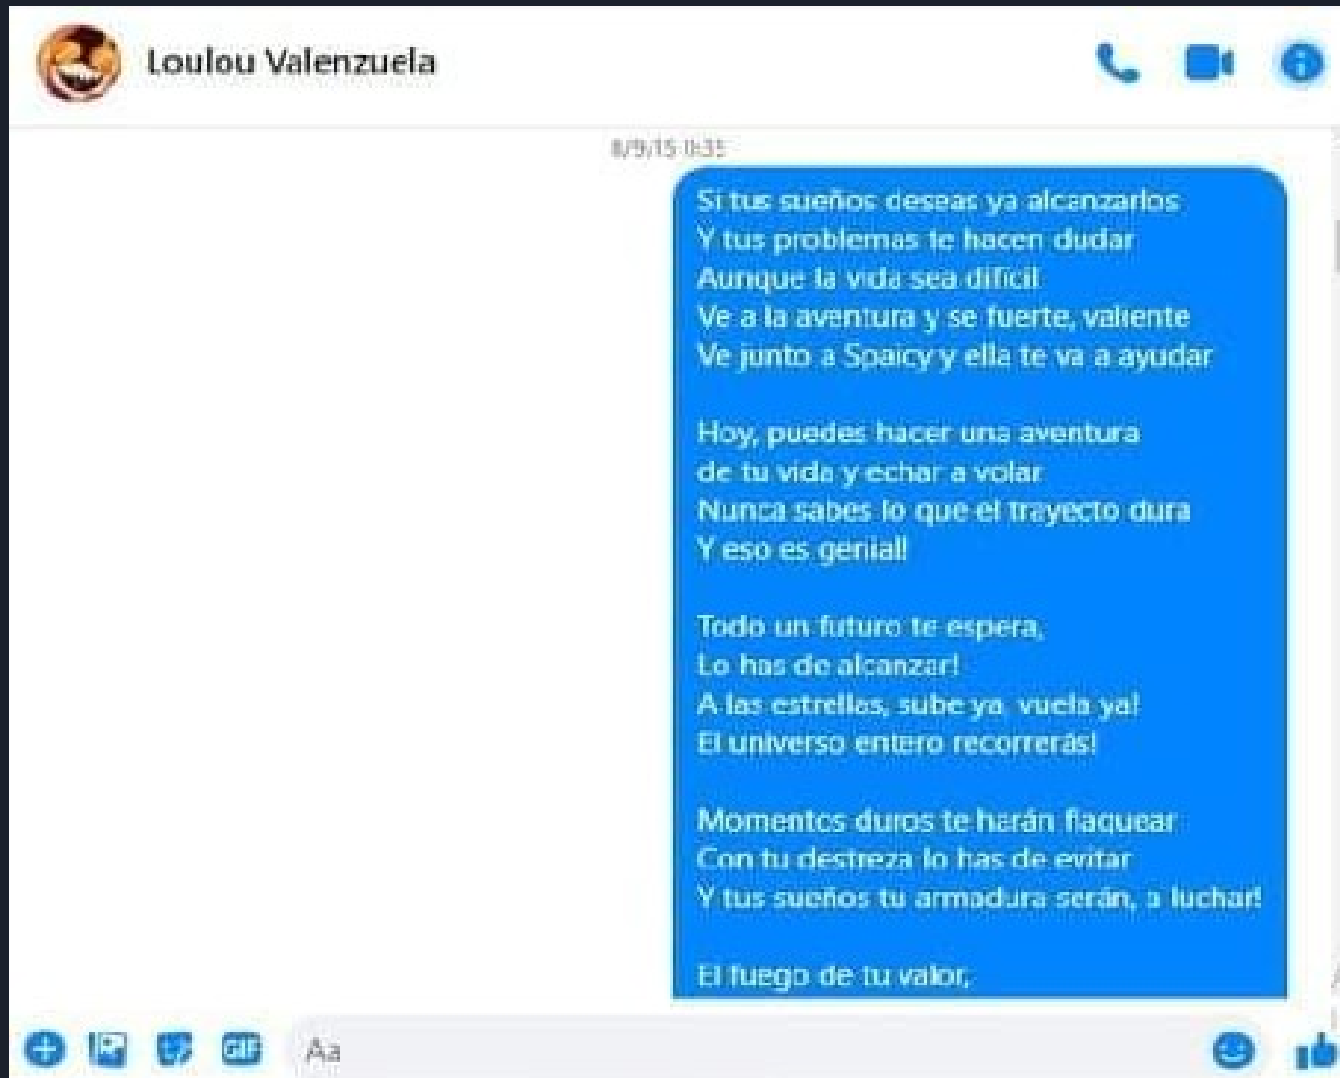 Loulou Valenzuela
8/9/15 0:35
Si tus sueños deseas ya alcanzarlos
Y tus problemas te hacen dudar
Aunque la vida sea difícil
Ve a la aventura y se fuerte, valiente
Ve junto a Spaicy y ella te va a ayudar
Hoy, puedes hacer una aventura
de tu vida y echar a volar
Nunca sabes lo que el trayecto dura
Y eso es genial!
Todo un futuro te espera,
Lo has de alcanzar!
A las estrellas, sube ya, vuela ya!
El universo entero recorrerás!
Momentos duros te harán flaquear
Con tu destreza lo has de evitar
Y tus sueños tu armadura serán, a luchar!
El fuego de tu valor,
GIF
Aa